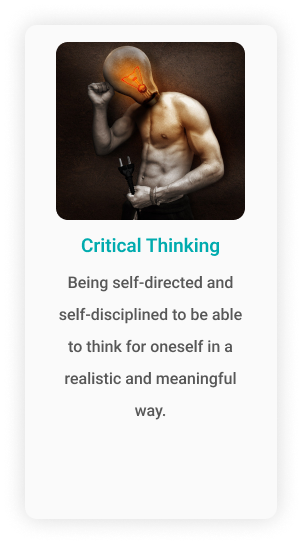 Critical Thinking
Being self-directed and
self-disciplined to be able
to think for oneself in a
realistic and meaningful
way.